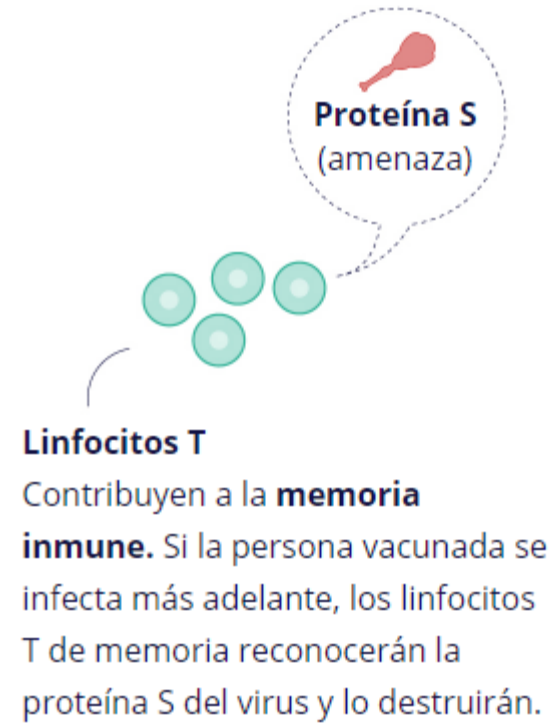 Proteína S
(amenaza)
Linfocitos T
Contribuyen a la memoria
inmune. Si la persona vacunada se
infecta más adelante, los linfocitos
T de memoria reconocerán la
proteína S del virus y lo destruirán.